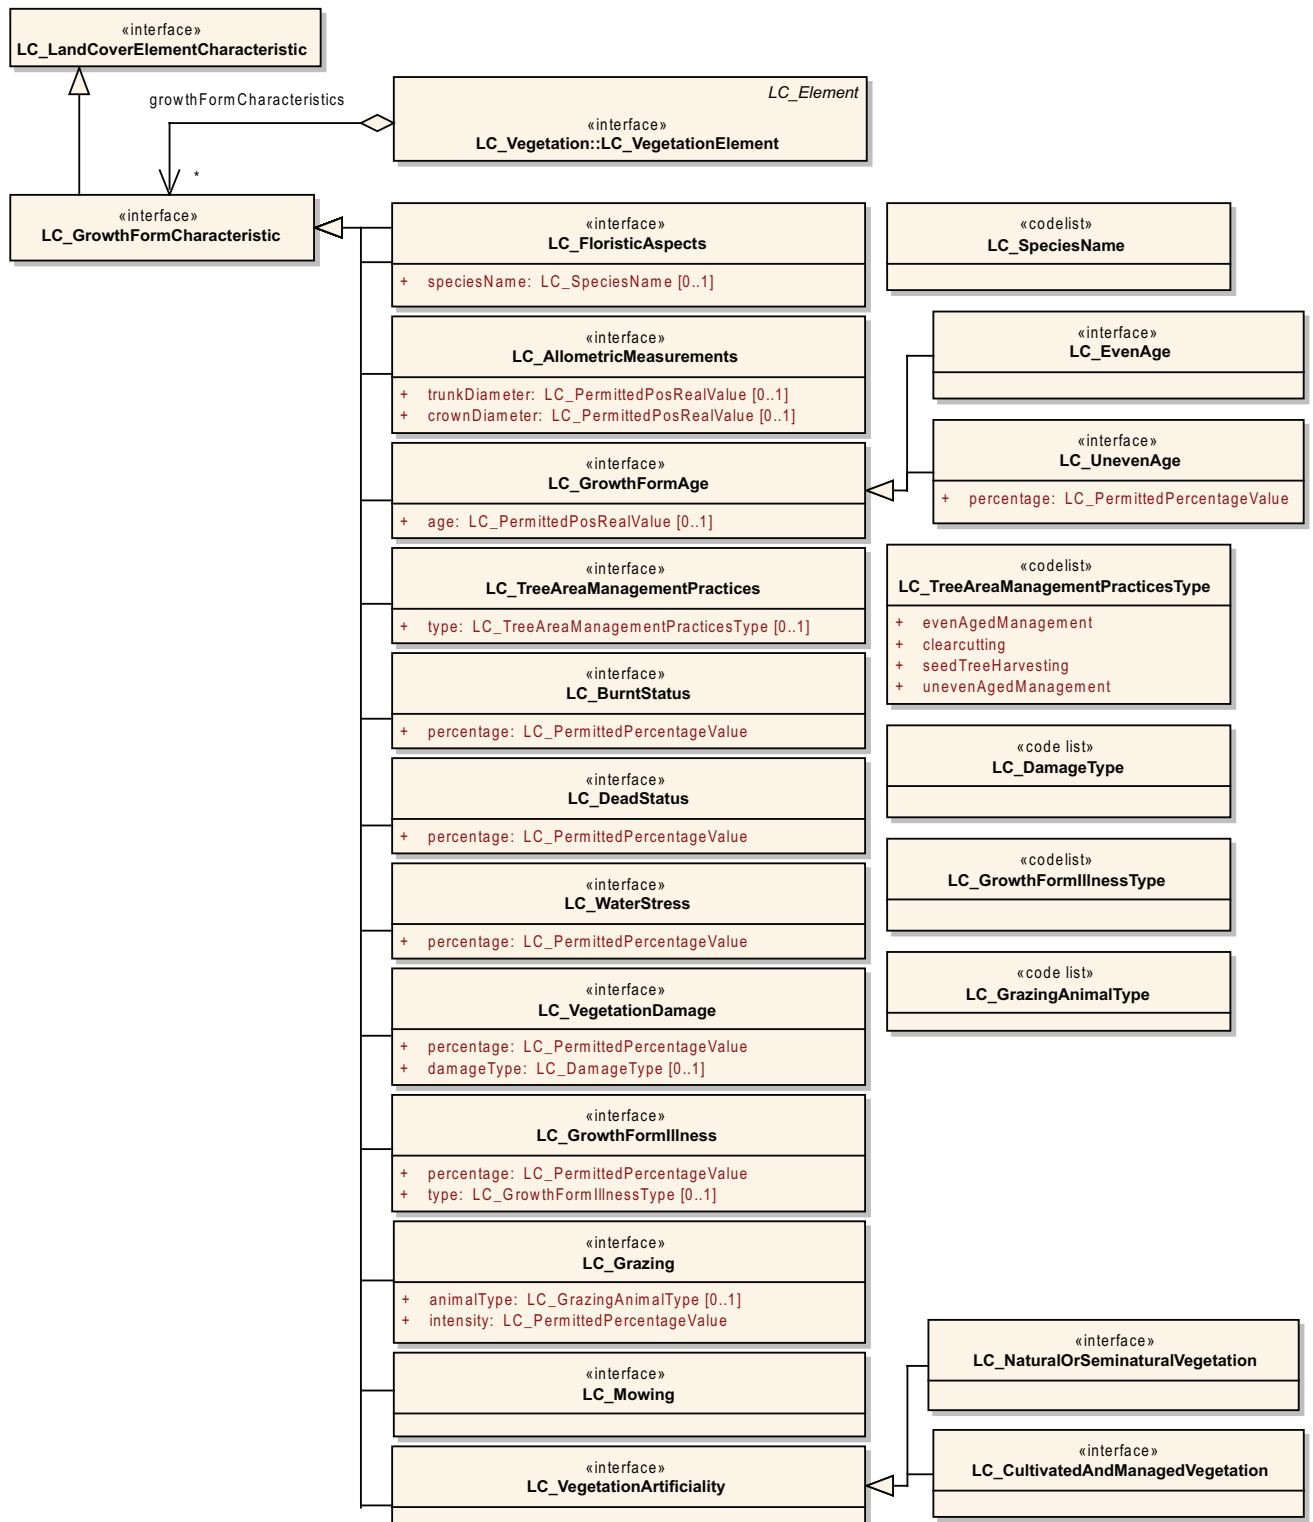 «interface»
LC_LandCoverElementCharacteristic
growthFormCharacteristics
*
LC_Element
«interface»
LC_Vegetation::LC_VegetationElement
«interface»
LC_GrowthFormCharacteristic
«interface»
LC_FloristicAspects
+ speciesName: LC_SpeciesName [0..1]
«codelist»
LC_SpeciesName
«interface»
LC_AllometricMeasurements
+ trunkDiameter: LC_PermittedPosRealValue [0..1]
+ crownDiameter: LC_PermittedPosRealValue [0..1]
«interface»
LC_EvenAge
«interface»
LC_UnevenAge
+ percentage: LC_PermittedPercentageValue
«interface»
LC_GrowthFormAge
+ age: LC_PermittedPosRealValue [0..1]
«interface»
LC_TreeAreaManagementPractices
+ type: LC_TreeAreaManagementPracticesType [0..1]
«codelist»
LC_TreeAreaManagementPracticesType
+ evenAgedManagement
+ clearcutting
+ seedTreeHarvesting
+ unevenAgedManagement
«interface»
LC_BurntStatus
+ percentage: LC_PermittedPercentageValue
«code list»
LC_DamageType
«interface»
LC_DeadStatus
+ percentage: LC_PermittedPercentageValue
«codelist»
LC_GrowthFormIllnessType
«interface»
LC_WaterStress
+ percentage: LC_PermittedPercentageValue
«code list»
LC_GrazingAnimalType
«interface»
LC_VegetationDamage
+ percentage: LC_PermittedPercentageValue
+ damageType: LC_DamageType [0..1]
«interface»
LC_GrowthFormIllness
+ percentage: LC_PermittedPercentageValue
+ type: LC_GrowthFormIllnessType [0..1]
«interface»
LC_Grazing
+ animalType: LC_GrazingAnimalType [0..1]
+ intensity: LC_PermittedPercentageValue
«interface»
LC_Mowing
«interface»
LC_NaturalOrSeminaturalVegetation
«interface»
LC_VegetationArtificiality
«interface»
LC_CultivatedAndManagedVegetation